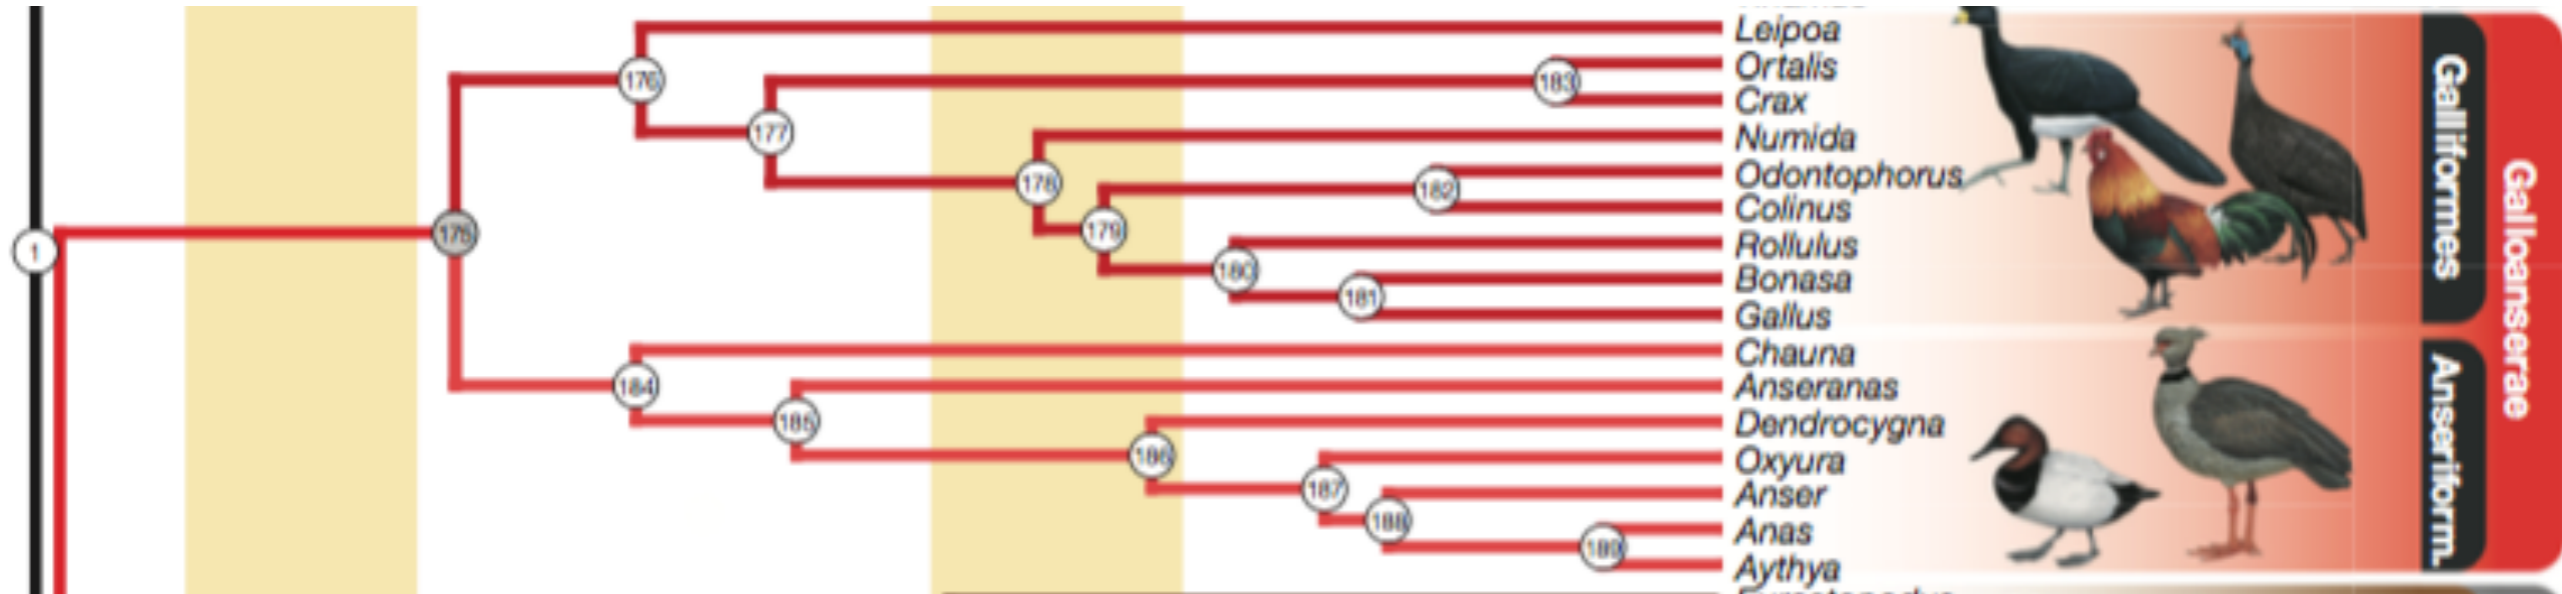 Leipoa
176
Ortalis
183
Crax
177
Numida
178
Odontophorus
182
Colinus
179
175
Rollulus
1
180
Bonasa
181
Gallus
Galliformes
Galloanserae
Chauna
184
Anseranas
185
Dendrocygna
186
Oxyura
187
Anser
188
Anas
189
Aythya
Anseriform.